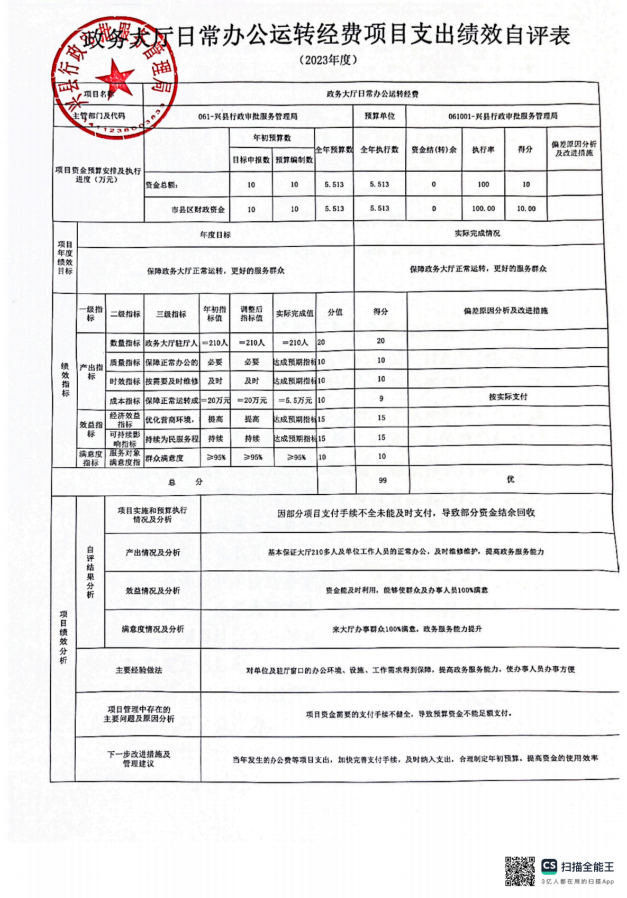 政务大厅日常办公运转经费项目支出绩效自评表
（2023年度）
兴县行政审批服务管理局
项目名称 政务大厅日常办公运转经费
主管部门及代码 061-兴县行政审批服务管理局 预算单位 061001-兴县行政审批服务管理局
项目资金预算安排及执行进度（万元） 年初预算数 全年预算数 全年执行数 资金结(转)余 执行率 得分 偏差原因分析及改进措施
目标申报数 预算编制数
资金总额: 10 10 5.513 5.513 0 100 10
市县区财政资金 10 10 5.513 5.513 0 100.00 10.00
项目年度绩效目标 年度目标 实际完成情况
保障政务大厅正常运转，更好的服务群众 保障政务大厅正常运转，更好的服务群众
绩效指标 一级指标 二级指标 三级指标 年初指标值 调整后指标值 实际完成值 分值 得分 偏差原因分析及改进措施
产出指标 数量指标 政务大厅驻厅人 =210人 =210人 =210人 20 20
质量指标 保障正常办公的 必要 必要 达成预期指标 10 10
时效指标 按需要及时维修 及时 及时 达成预期指标 10 10
成本指标 保障正常运转成 =20万元 =20万元 =5.5万元 10 9 按实际支付
效益指标 经济效益指标 优化营商环境， 提高 提高 达成预期指标 15 15
可持续影响指标 持续为民服务程 持续 持续 达成预期指标 15 15
满意度指标 服务对象满意度指 群众满意度 ≥95% ≥95% ≥95% 10 10
总 分 99 优
项目绩效分析 自评结果分析 项目实施和预算执行情况及分析 因部分项目支付手续不全未能及时支付，导致部分资金结余回收
产出情况及分析 基本保证大厅210多人及单位工作人员的正常办公，及时维修维护，提高政务服务能力
效益情况及分析 资金能及时利用，能够使群众及办事人员100%满意
满意度情况及分析 来大厅办事群众100%满意，政务服务能力提升
主要经验做法 对单位及驻厅窗口的办公环境、设施、工作需求得到保障，提高政务服务能力，使办事人员办事方便
项目管理中存在的主要问题及原因分析 项目资金需要的支付手续不健全，导致预算资金不能足额支付。
下一步改进措施及管理建议 当年发生的办公费等项目支出，加快完善支付手续，及时纳入支出，合理制定年初预算，提高资金的使用效率
CS 扫描全能王
3亿人都在用的扫描App